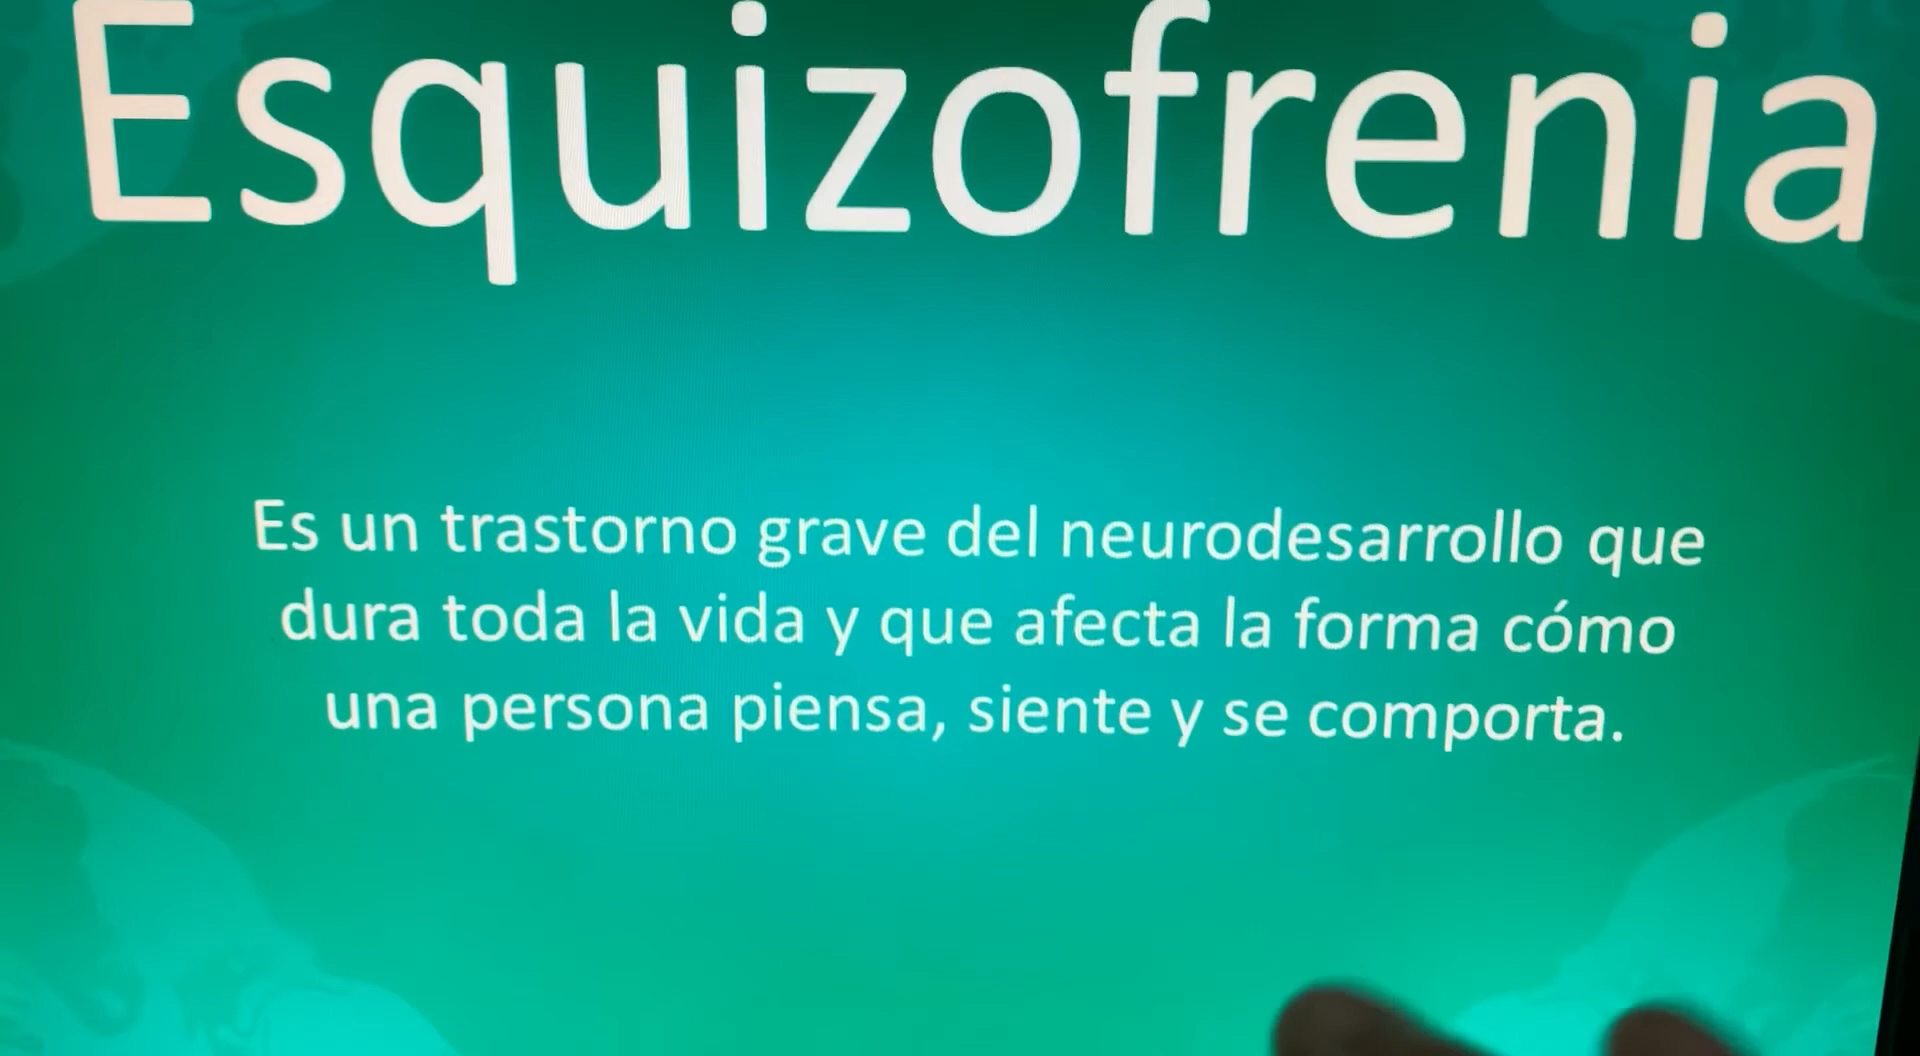 Esquizofrenia
Es un trastorno grave del neurodesarrollo que
dura toda la vida y que afecta la forma cómo
una persona piensa, siente y se comporta.